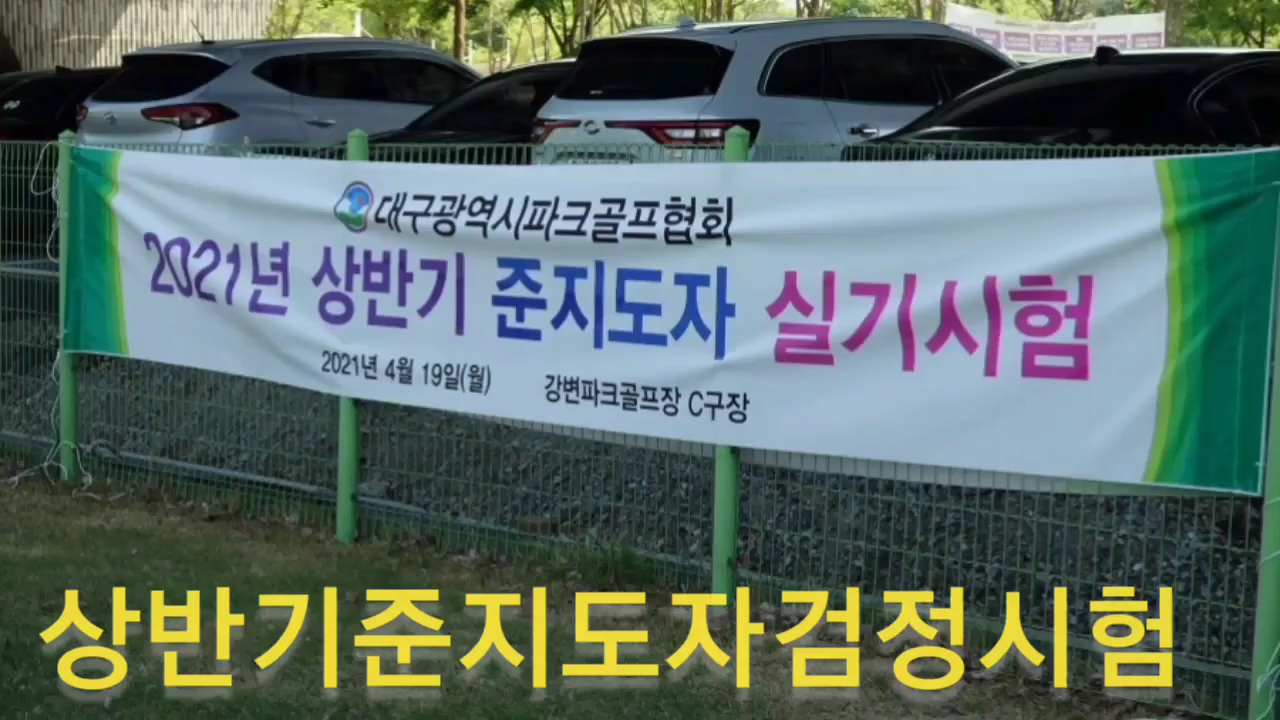 대구광역시파크골프협회
2021년 상반기 준지도자 실기시험
2021년 4월 19일(월) 강변파크골프장 C구장
상반기준지도자검정시험